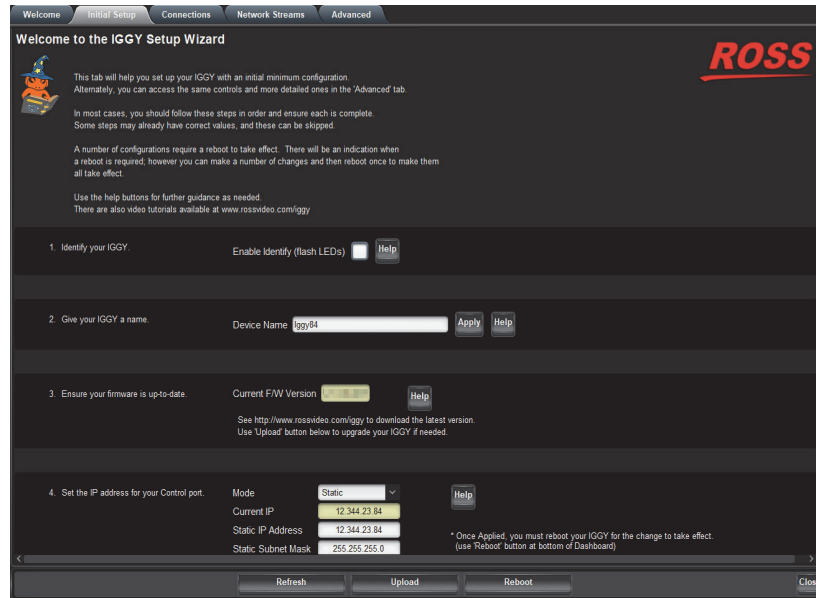 Welcome Initial Setup Connections Network Streams Advanced
Welcome to the IGGY Setup Wizard
ROSS
This tab will help you set up your IGGY with an initial minimum configuration.
Alternately, you can access the same controls and more detailed ones in the 'Advanced' tab.
In most cases, you should follow these steps in order and ensure each is complete.
Some steps may already have correct values, and these can be skipped.
A number of configurations require a reboot to take effect. There will be an indication when
a reboot is required; however you can make a number of changes and then reboot once to make them
all take effect.
Use the help buttons for further guidance as needed.
There are also video tutorials available at www.rossvideo.com/iggy
1. Identify your IGGY. Enable Identify (flash LEDs) Help
2. Give your IGGY a name. Device Name Iggy84 Apply Help
3. Ensure your firmware is up-to-date. Current F/W Version Help
See http://www.rossvideo.com/iggy to download the latest version.
Use 'Upload' button below to upgrade your IGGY if needed.
4. Set the IP address for your Control port. Mode Static Help
Current IP 12.344.23.84
Static IP Address 12.344.23.84 * Once Applied, you must reboot your IGGY for the change to take effect.
Static Subnet Mask 255.255.255.0 (use 'Reboot' button at bottom of Dashboard)
Refresh Upload Reboot Clos